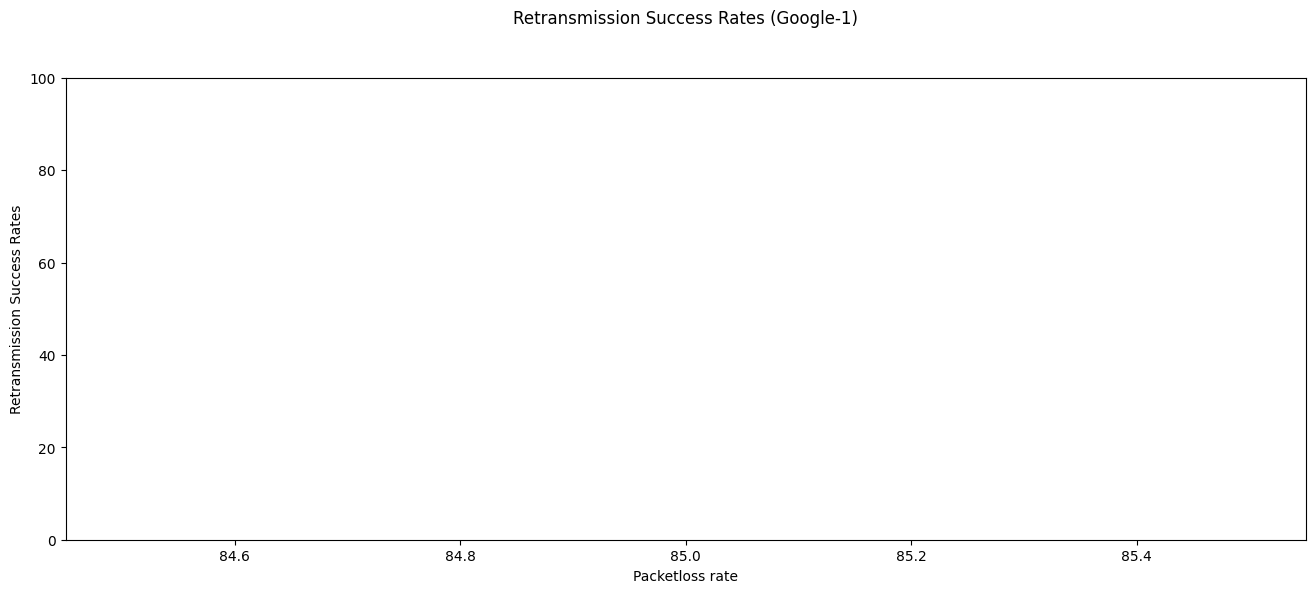 Retransmission Success Rates (Google-1)
100
80
60
40
20
0
Retransmission Success Rates
84.6 84.8 85.0 85.2 85.4
Packetloss rate